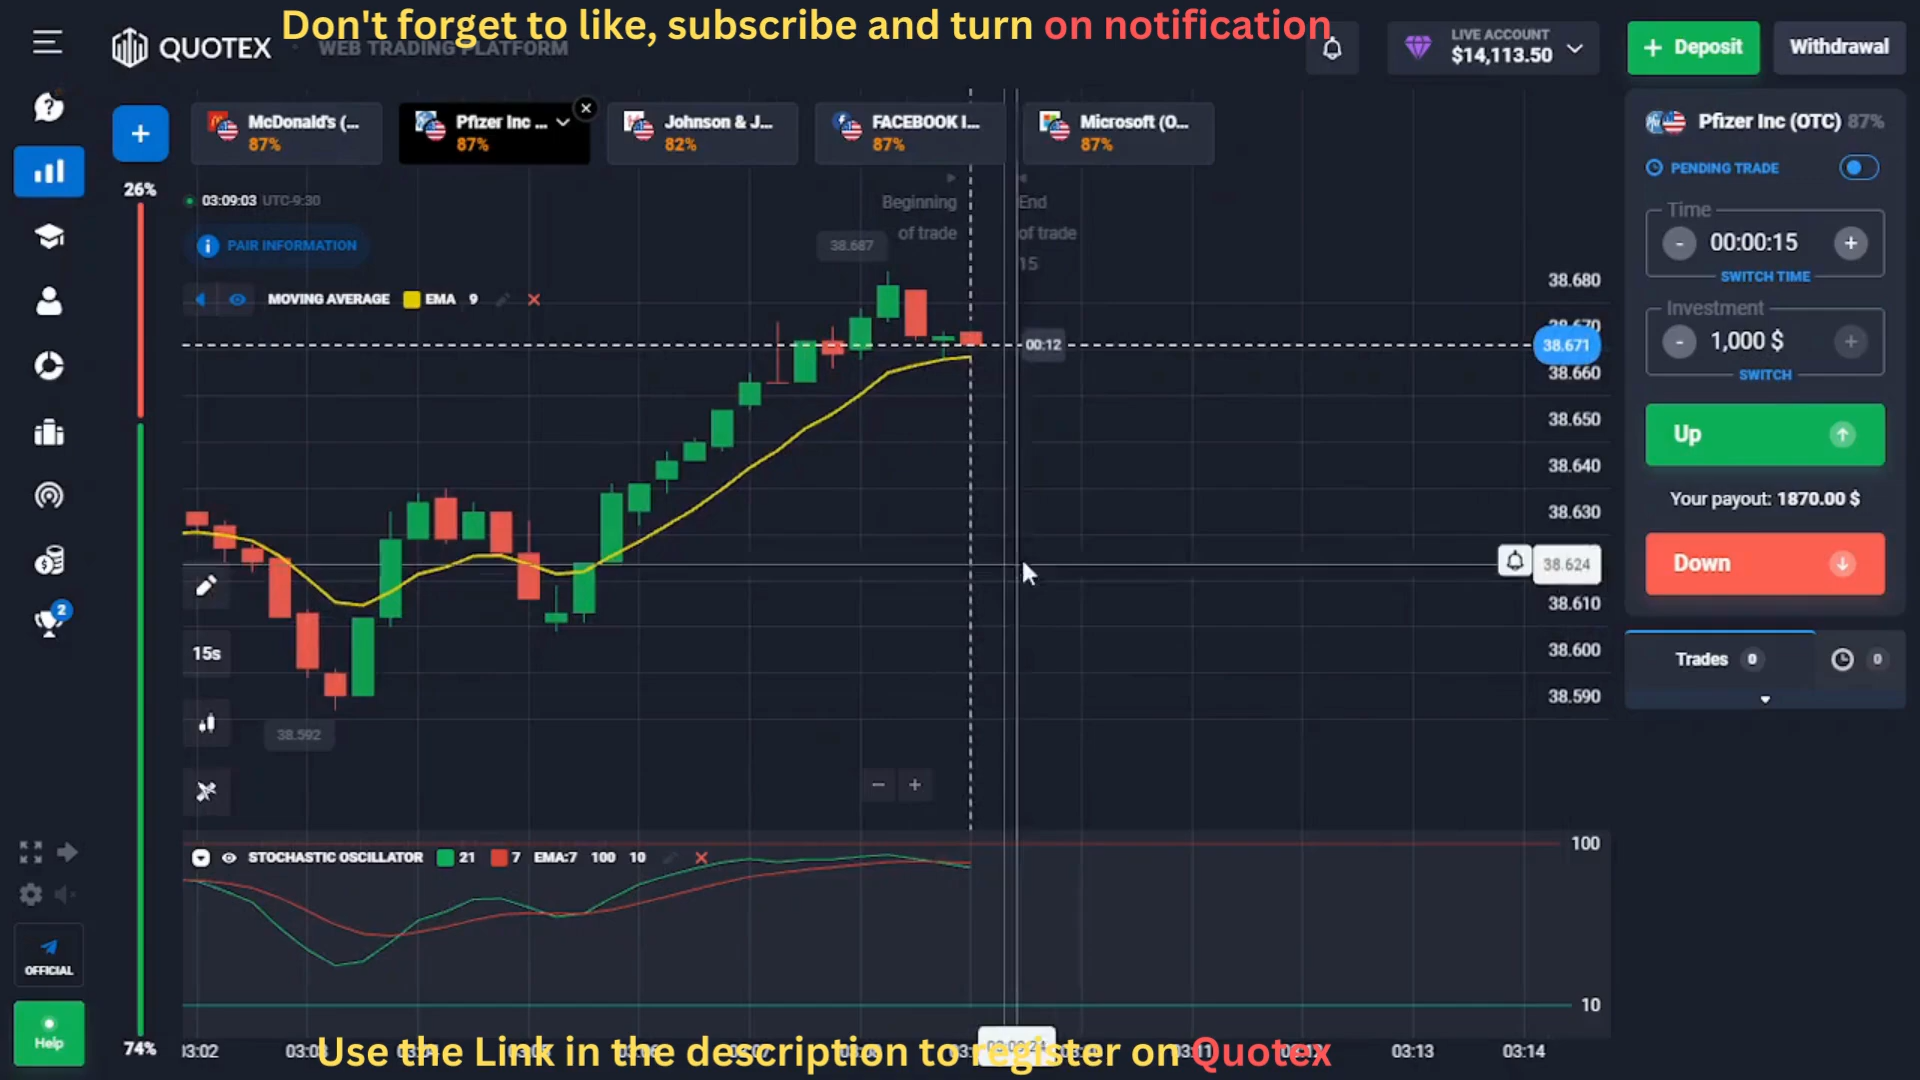 Don't forget to like, subscribe and turn on notification
QUOTEX
WEB TRADING PLATFORM
LIVE ACCOUNT
$14,113.50
+ Deposit
Withdrawal
+
McDonald's (...
87%
Pfizer Inc ...
87%
Johnson & J...
82%
FACEBOOK I...
87%
Microsoft (O...
87%
Pfizer Inc (OTC) 87%
PENDING TRADE
Time
- 00:00:15 +
SWITCH TIME
Investment
- 1,000 $ +
SWITCH
Up
Your payout: 1870.00 $
Down
Trades 0
0
26%
03:09:03 UTC-9:30
PAIR INFORMATION
MOVING AVERAGE EMA 9
Beginning
of trade
End
of trade
15
38.687
00:12
38.680
38.670
38.671
38.660
38.650
38.640
38.630
38.624
38.610
38.600
38.590
38.592
15s
- +
STOCHASTIC OSCILLATOR 21 7 EMA:7 100 10
100
10
2
OFFICIAL
Help
74%
03:02
03:11
03:13
03:14
Use the Link in the description to register on Quotex